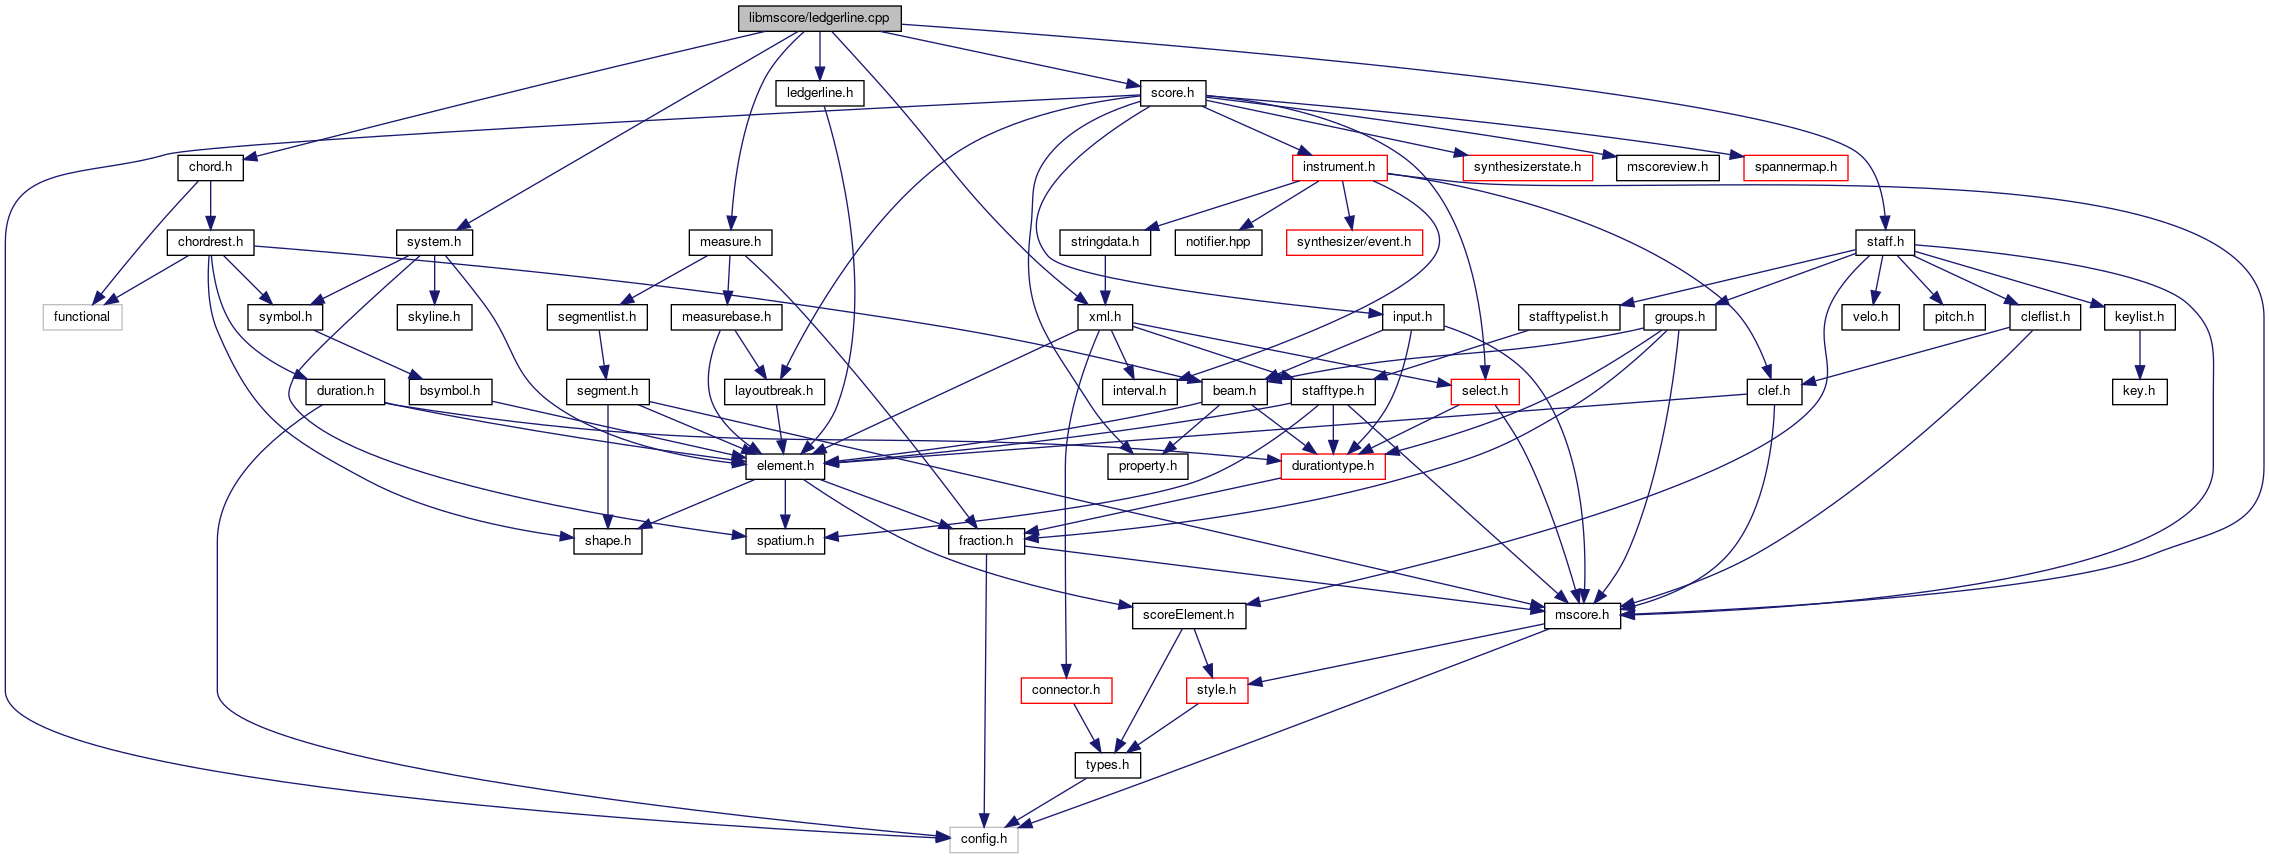 libmscore/ledgerline.cpp
ledgerline.h
score.h
chord.h
instrument.h
synthesizerstate.h
mscoreview.h
spannermap.h
chordrest.h
system.h
measure.h
stringdata.h
notifier.hpp
synthesizer/event.h
staff.h
functional
symbol.h
skyline.h
segmentlist.h
measurebase.h
xml.h
input.h
stafftypelist.h
groups.h
velo.h
pitch.h
cleflist.h
keylist.h
duration.h
bsymbol.h
segment.h
layoutbreak.h
interval.h
beam.h
stafftype.h
select.h
clef.h
key.h
element.h
property.h
durationtype.h
shape.h
spatium.h
fraction.h
scoreElement.h
mscore.h
connector.h
style.h
types.h
config.h